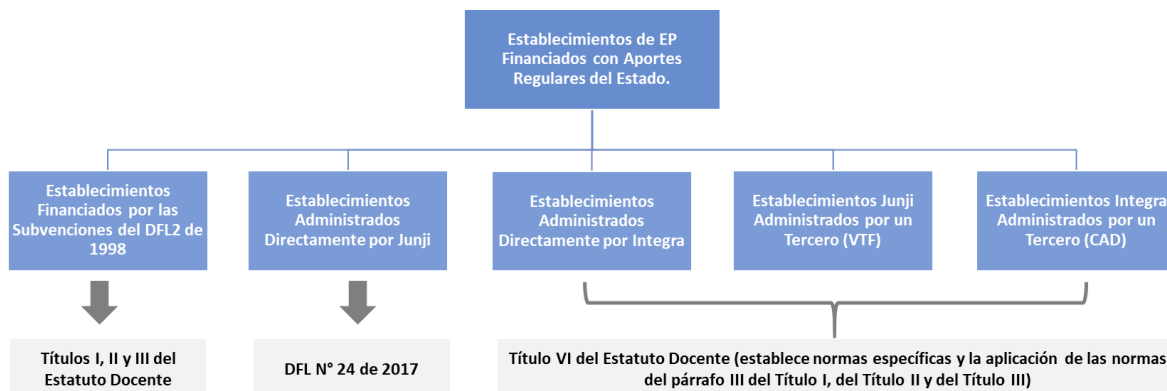 Establecimientos de EP
Financiados con Aportes
Regulares del Estado.
Establecimientos
Financiados por las
Subvenciones del DFL2 de
1998
Establecimientos
Administrados
Directamente por Junji
Establecimientos
Administrados
Directamente por Integra
Establecimientos Junji
Administrados por un
Tercero (VTF)
Establecimientos Integra
Administrados por un
Tercero (CAD)
Títulos I, II y III del
Estatuto Docente
DFL N° 24 de 2017
Título VI del Estatuto Docente (establece normas específicas y la aplicación de las normas
del párrafo III del Título I, del Título II y del Título III)